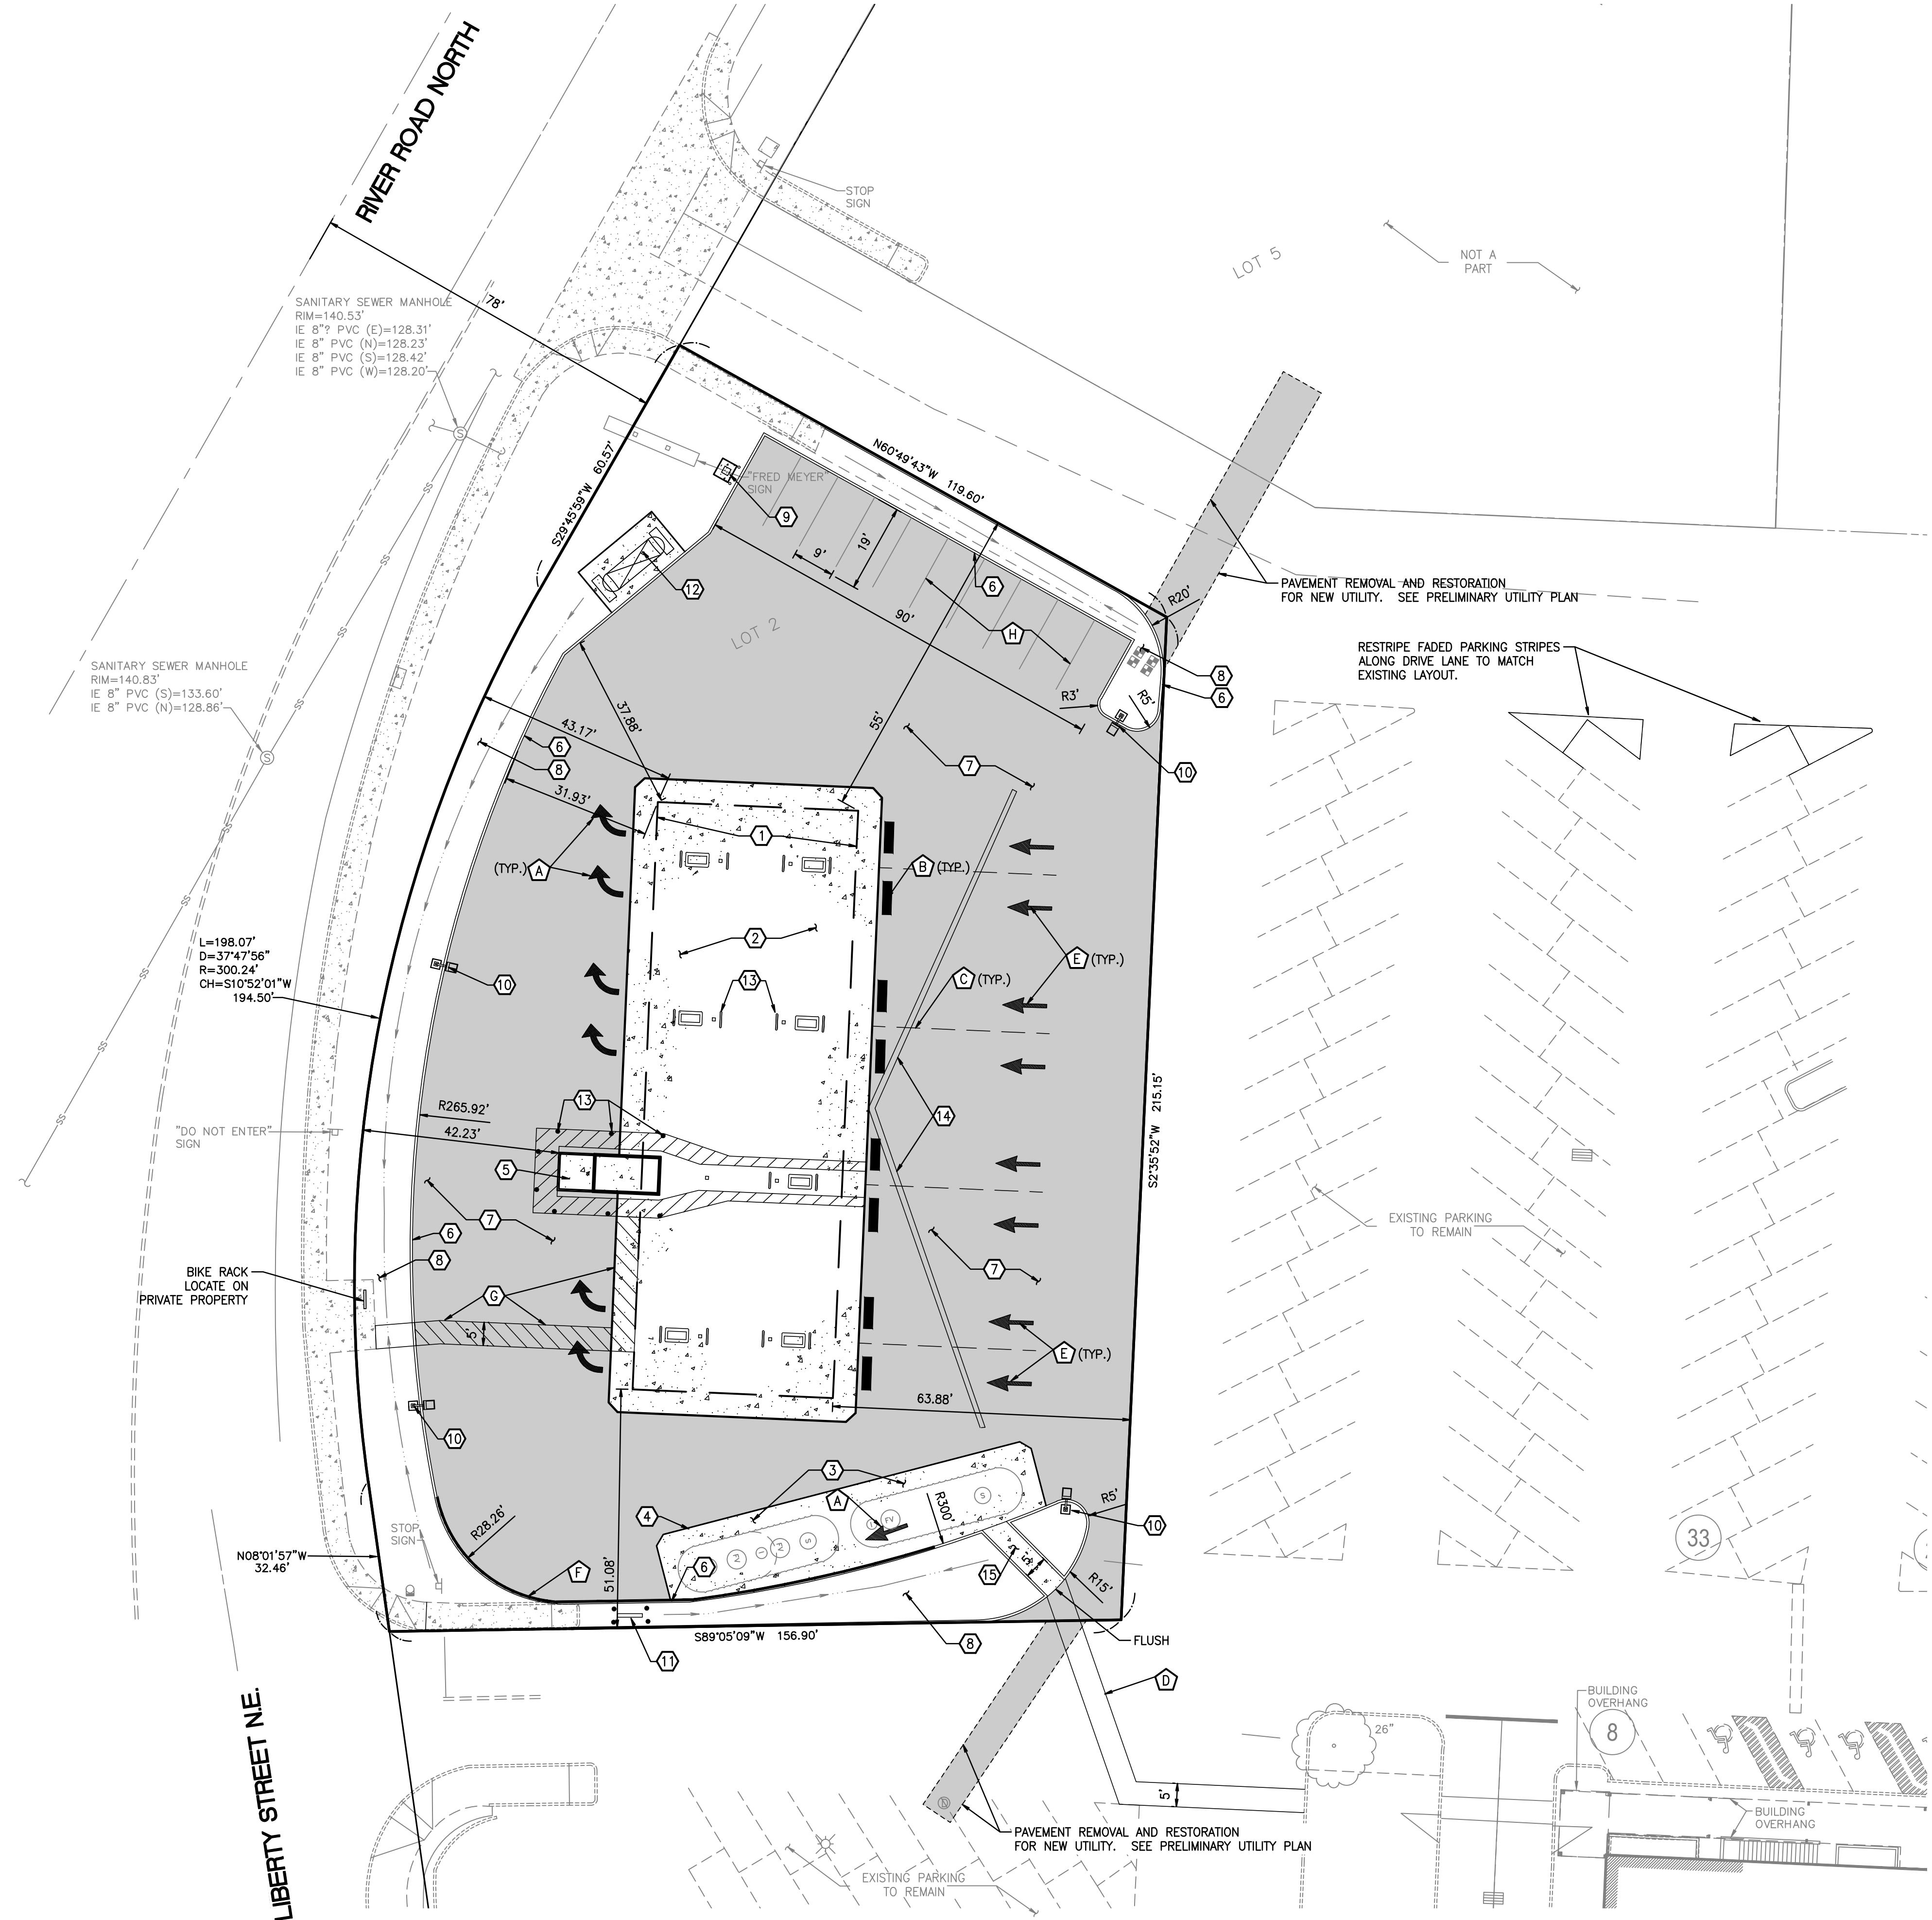 RIVER ROAD NORTH
STOP
SIGN
LOT 5
NOT A
PART
78'
SANITARY SEWER MANHOLE
RIM=140.53'
IE 8"? PVC (E)=128.31'
IE 8" PVC (N)=128.23'
IE 8" PVC (S)=128.42'
IE 8" PVC (W)=128.20'
S
N60°49'43"W 119.60'
S29°45'59"W 60.57'
"FRED MEYER"
SIGN
9
SS
19'
9'
6
12
PAVEMENT REMOVAL AND RESTORATION
FOR NEW UTILITY. SEE PRELIMINARY UTILITY PLAN
R20'
90'
LOT 2
H
RESTRIPE FADED PARKING STRIPES
ALONG DRIVE LANE TO MATCH
EXISTING LAYOUT.
SANITARY SEWER MANHOLE
RIM=140.83'
IE 8" PVC (S)=133.60'
IE 8" PVC (N)=128.86'
S
SS
8
6
R3'
R5'
37.88'
55'
43.17'
6
8
7
10
31.93'
1
SS
(TYP.) A
B (TYP.)
SS
2
L=198.07'
D=37°47'56"
R=300.24'
CH=S10°52'01"W
194.50'
E (TYP.)
C (TYP.)
13
10
SS
SS
SS
R265.92'
42.23'
13
14
S2°35'52"W 215.15'
"DO NOT ENTER"
SIGN
5
7
6
8
7
EXISTING PARKING
TO REMAIN
BIKE RACK
LOCATE ON
PRIVATE PROPERTY
G
5'
E (TYP.)
63.88'
10
3
A
S
R300'
R5'
4
10
33
STOP
SIGN
R28.26'
N08°01'57"W
32.46'
51.08'
F
6
15
5'
R15'
S89°05'09"W 156.90'
8
FLUSH
11
D
LIBERTY STREET N.E.
BUILDING
OVERHANG
8
26"
5'
BUILDING
OVERHANG
PAVEMENT REMOVAL AND RESTORATION
FOR NEW UTILITY. SEE PRELIMINARY UTILITY PLAN
EXISTING PARKING
TO REMAIN